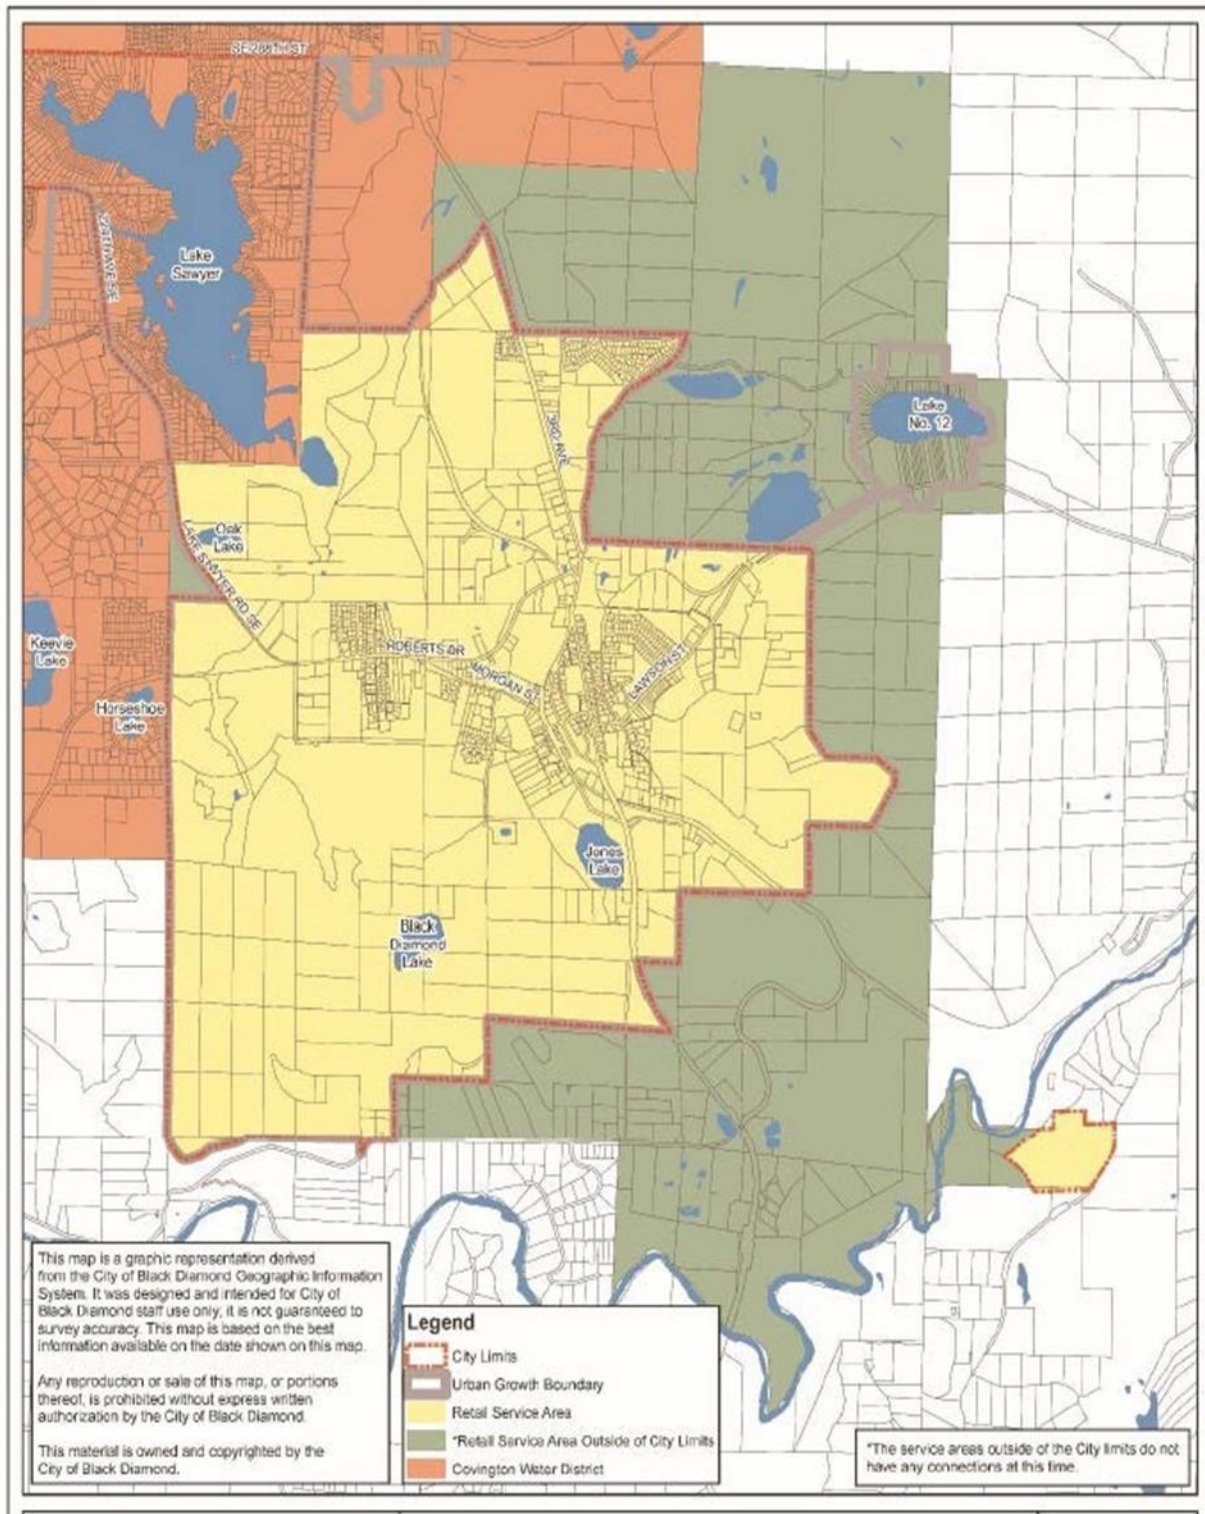 SE 288TH ST
224TH AVE SE
Lake
Sawyer
Lake
No. 12
3RD AVE
Oak
Lake
LAKE SAWYER RD SE
Keevie
Lake
ROBERTS DR
MORGAN ST
LAWSON ST
Horseshoe
Lake
Jones
Lake
Black
Diamond
Lake
This map is a graphic representation derived
from the City of Black Diamond Geographic Information
System. It was designed and intended for City of
Black Diamond staff use only; it is not guaranteed to
survey accuracy. This map is based on the best
information available on the date shown on this map.
Any reproduction or sale of this map, or portions
thereof, is prohibited without express written
authorization by the City of Black Diamond.
This material is owned and copyrighted by the
City of Black Diamond.
Legend
City Limits
Urban Growth Boundary
Retail Service Area
*Retail Service Area Outside of City Limits
Covington Water District
*The service areas outside of the City limits do not
have any connections at this time.